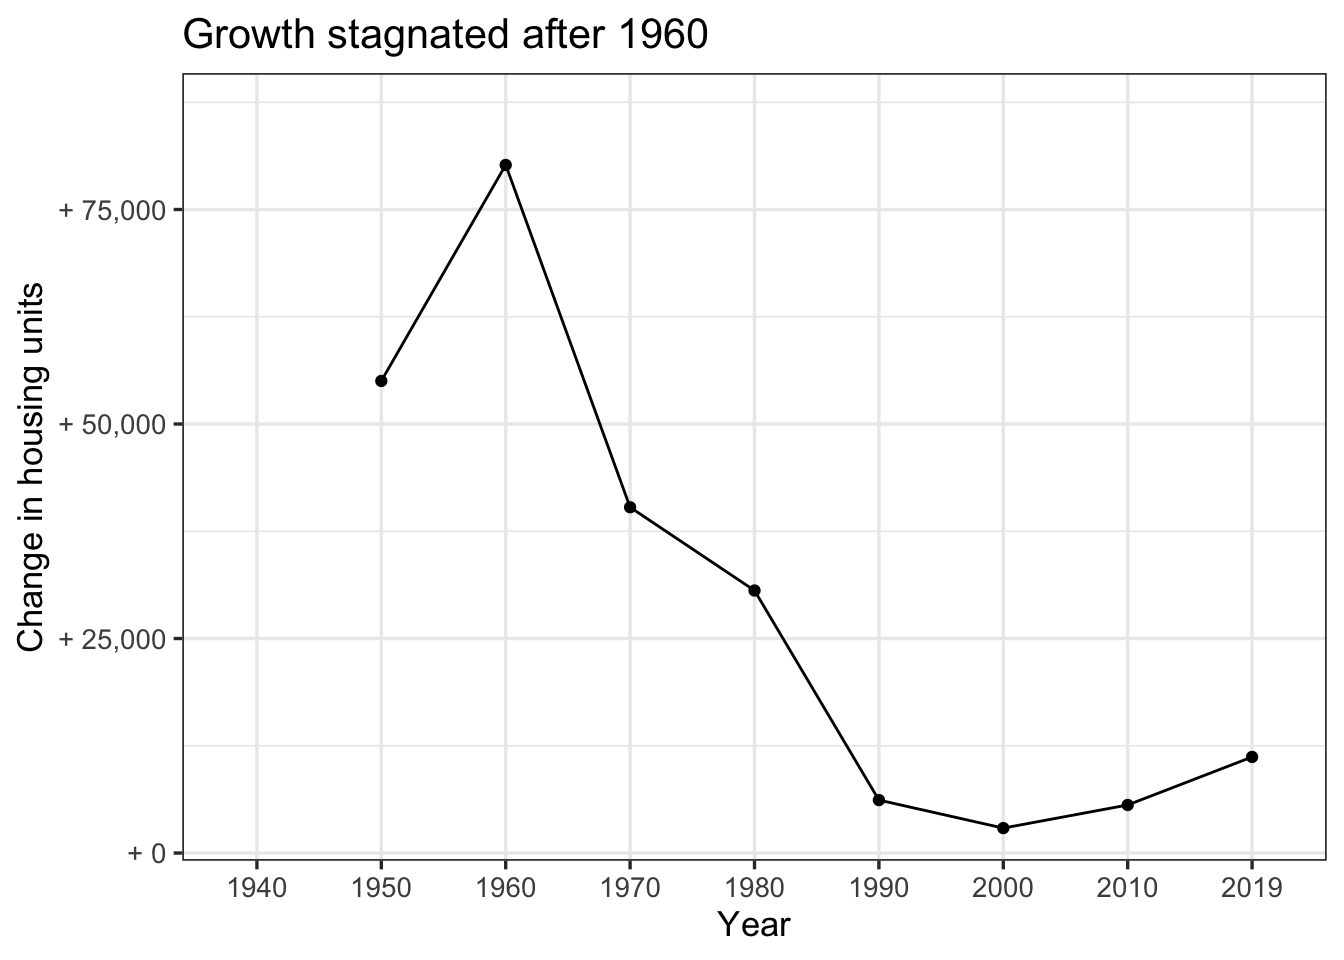 Growth stagnated after 1960
Change in housing units
+ 75,000
+ 50,000
+ 25,000
+ 0
1940 1950 1960 1970 1980 1990 2000 2010 2019
Year